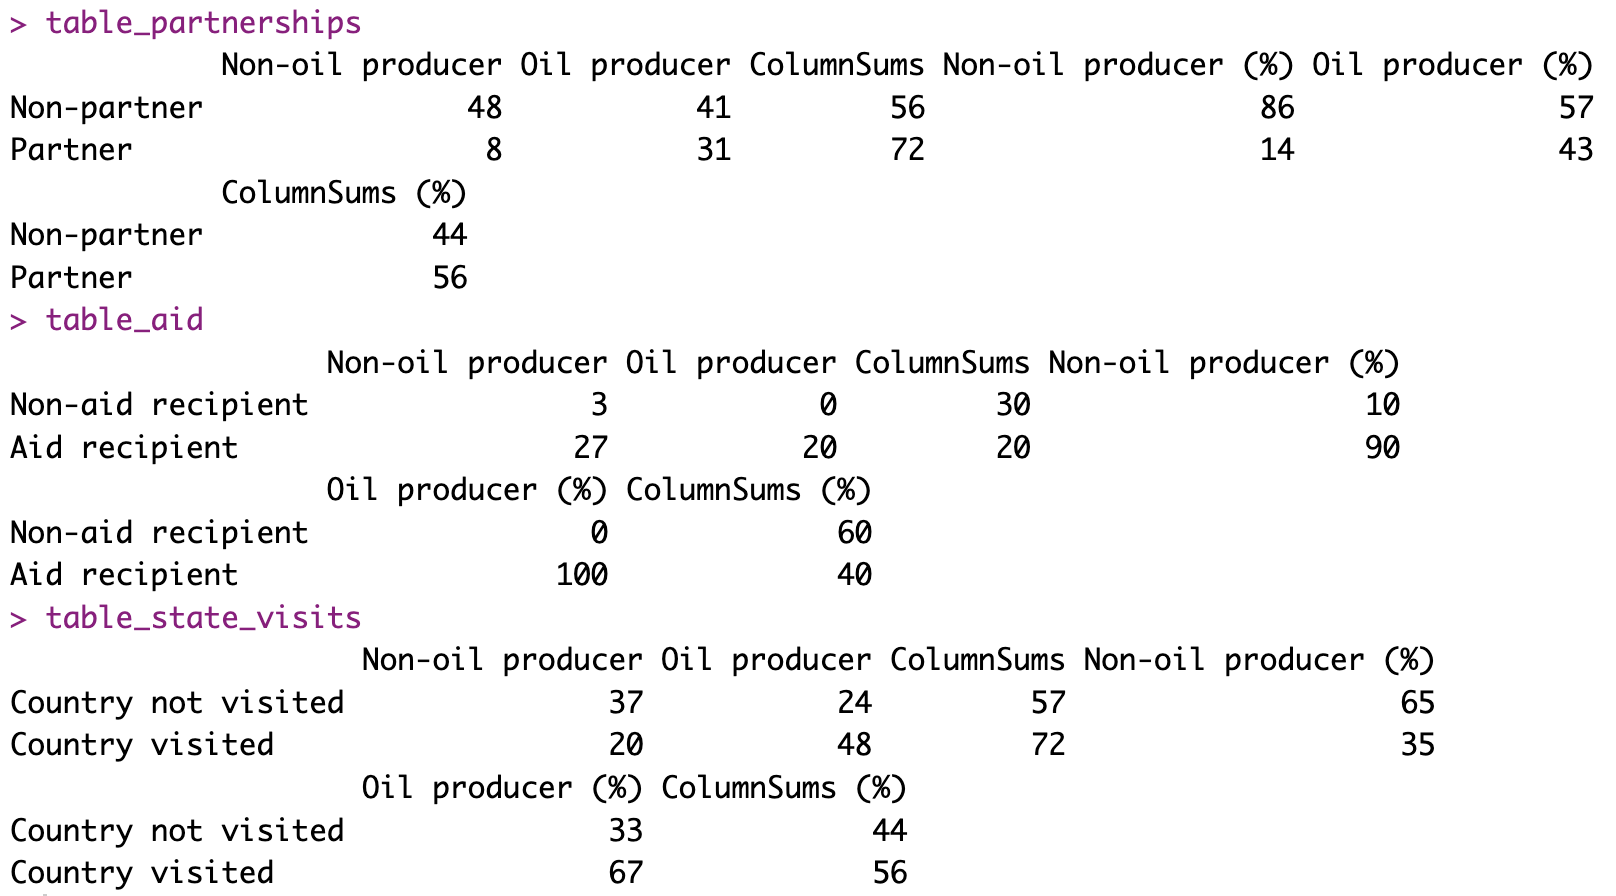 > table_partnerships
            Non-oil producer Oil producer ColumnSums Non-oil producer (%) Oil producer (%)
Non-partner               48           41         56                   86               57
Partner                    8           31         72                   14               43
            ColumnSums (%)
Non-partner             44
Partner                 56
> table_aid
                  Non-oil producer Oil producer ColumnSums Non-oil producer (%)
Non-aid recipient                3            0         30                   10
Aid recipient                   27           20         20                   90
                  Oil producer (%) ColumnSums (%)
Non-aid recipient                0             60
Aid recipient                  100             40
> table_state_visits
                    Non-oil producer Oil producer ColumnSums Non-oil producer (%)
Country not visited               37           24         57                   65
Country visited                   20           48         72                   35
                    Oil producer (%) ColumnSums (%)
Country not visited               33             44
Country visited                   67             56